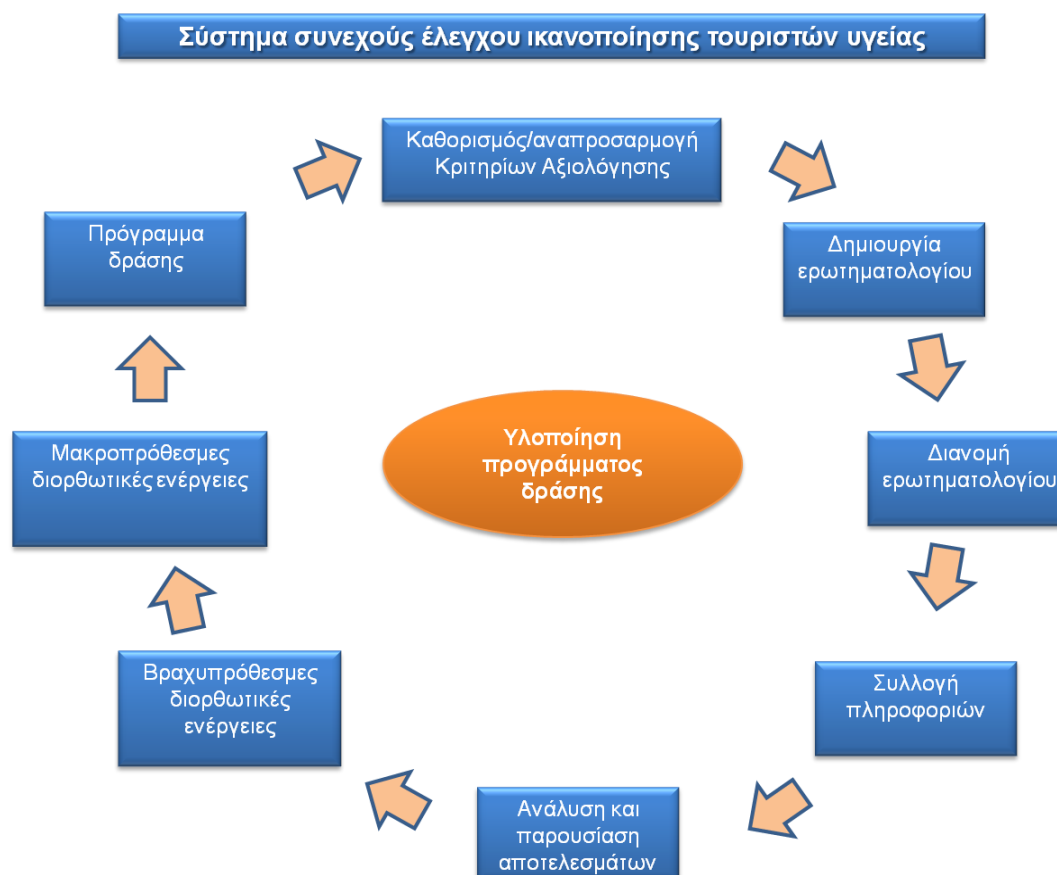 Σύστημα συνεχούς έλεγχου ικανοποίησης τουριστών υγείας
Καθορισμός/αναπροσαρμογή
Κριτηρίων Αξιολόγησης
Δημιουργία
ερωτηματολογίου
Διανομή
ερωτηματολογίου
Συλλογή
πληροφοριών
Ανάλυση και
παρουσίαση
αποτελεσμάτων
Βραχυπρόθεσμες
διορθωτικές
ενέργειες
Μακροπρόθεσμες
διορθωτικές ενέργειες
Πρόγραμμα
δράσης
Υλοποίηση
προγράμματος
δράσης